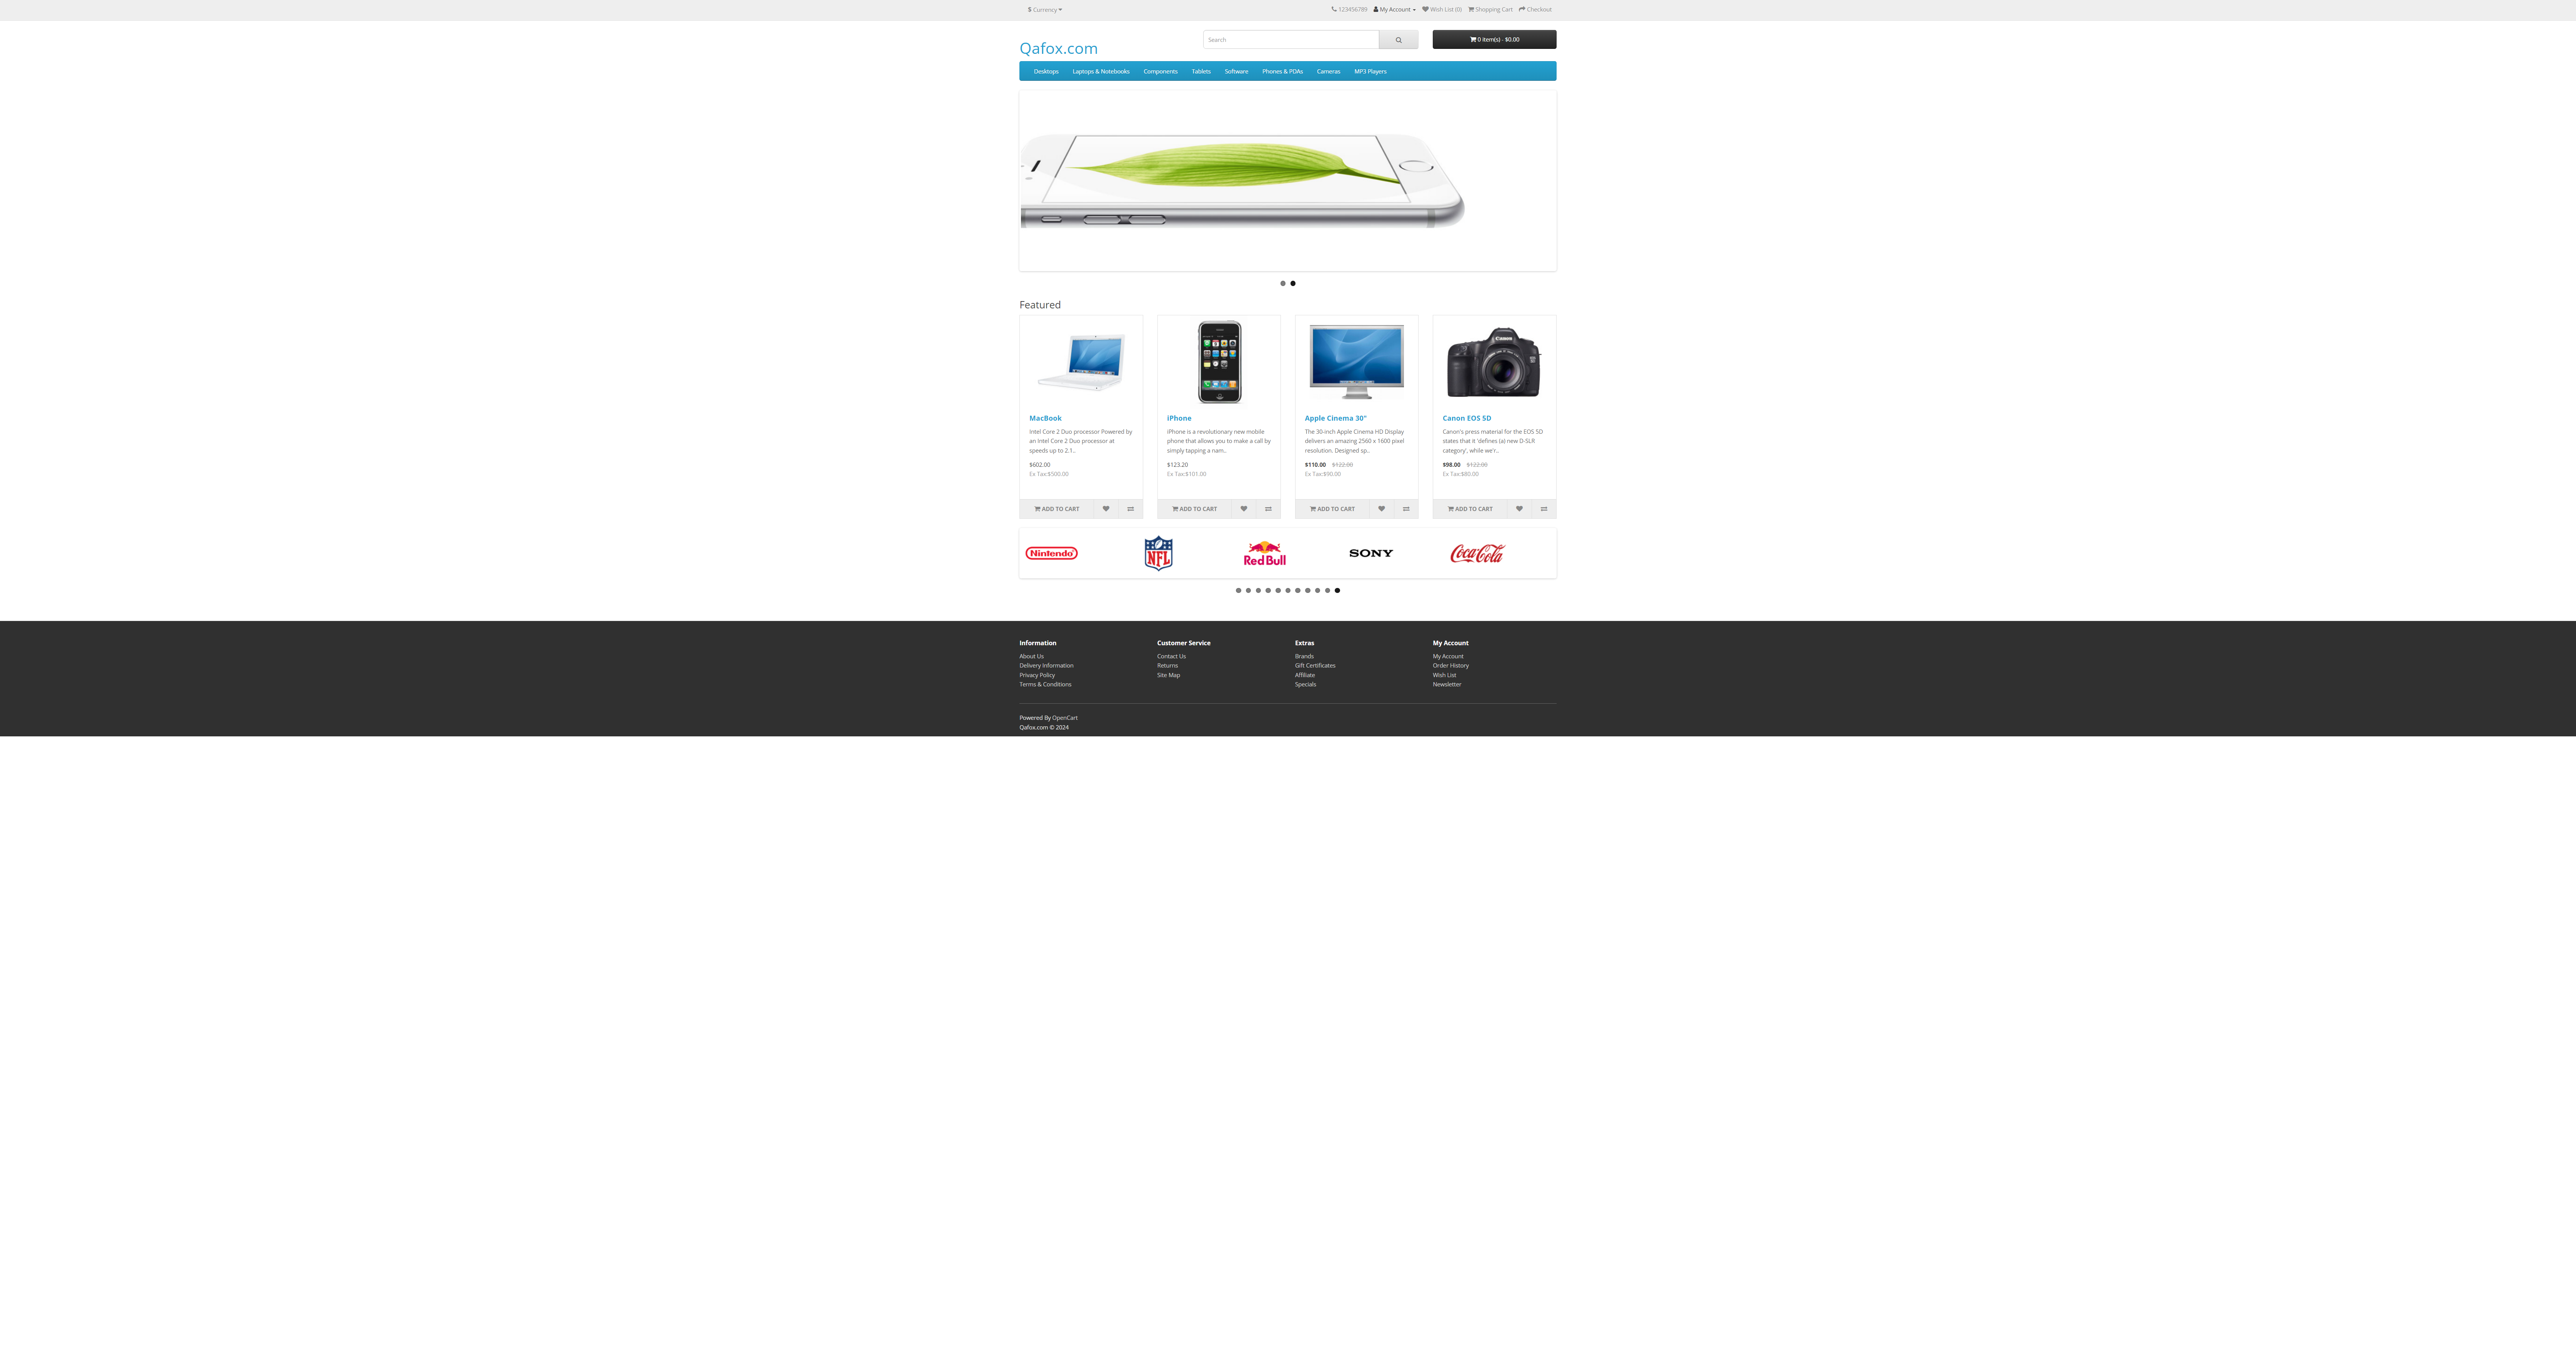 $ Currency
123456789 My Account Wish List (0) Shopping Cart Checkout
Qafox.com
Search
0 item(s) - $0.00
Desktops Laptops & Notebooks Components Tablets Software Phones & PDAs Cameras MP3 Players
Featured
MacBook
Intel Core 2 Duo processor Powered by
an Intel Core 2 Duo processor at
speeds up to 2.1..
$602.00
Ex Tax:$500.00
ADD TO CART
iPhone
iPhone is a revolutionary new mobile
phone that allows you to make a call by
simply tapping a nam..
$123.20
Ex Tax:$101.00
ADD TO CART
Apple Cinema 30"
The 30-inch Apple Cinema HD Display
delivers an amazing 2560 x 1600 pixel
resolution. Designed sp..
$110.00 $122.00
Ex Tax:$90.00
ADD TO CART
Canon
Canon EOS 5D
Canon's press material for the EOS 5D
states that it 'defines (a) new D-SLR
category', while we'r..
$98.00 $122.00
Ex Tax:$80.00
ADD TO CART
Nintendo
NFL
Red Bull
SONY
Coca-Cola
Information
About Us
Delivery Information
Privacy Policy
Terms & Conditions
Customer Service
Contact Us
Returns
Site Map
Extras
Brands
Gift Certificates
Affiliate
Specials
My Account
My Account
Order History
Wish List
Newsletter
Powered By OpenCart
Qafox.com © 2024